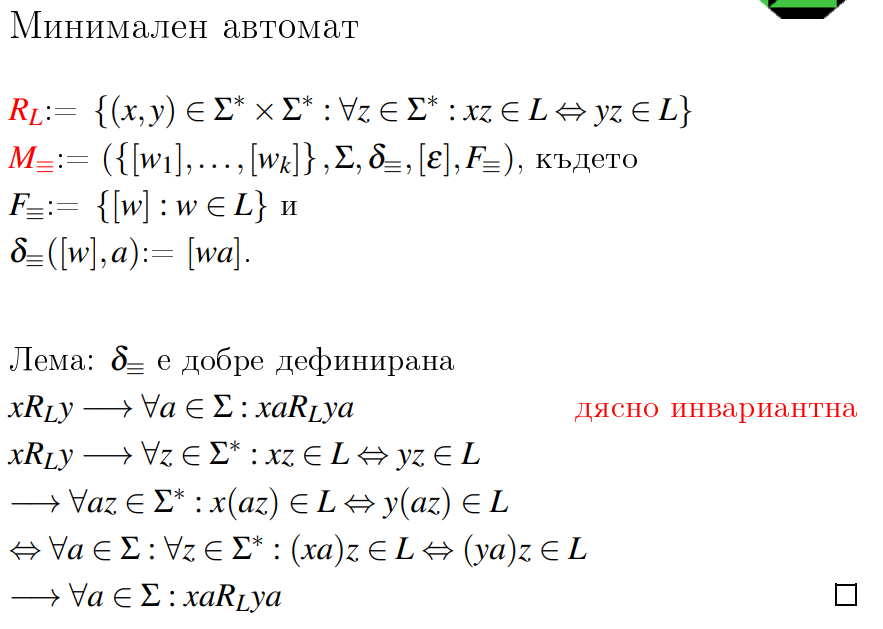 Минимален автомат
R_L := {(x, y) ∈ Σ* × Σ* : ∀z ∈ Σ* : xz ∈ L ⇔ yz ∈ L}
M_≡ := ({[w₁], …, [w_k]}, Σ, δ_≡, [ε], F_≡), където
F_≡ := {[w] : w ∈ L} и
δ_≡([w], a) := [wa].
Лема: δ_≡ е добре дефинирана
xR_Ly ⟶ ∀a ∈ Σ : xaR_Lya дясно инвариантна
xR_Ly ⟶ ∀z ∈ Σ* : xz ∈ L ⇔ yz ∈ L
⟶ ∀az ∈ Σ* : x(az) ∈ L ⇔ y(az) ∈ L
⇔ ∀a ∈ Σ : ∀z ∈ Σ* : (xa)z ∈ L ⇔ (ya)z ∈ L
⟶ ∀a ∈ Σ : xaR_Lya □